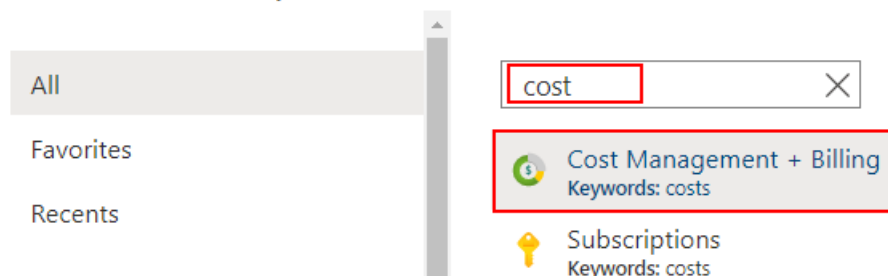 All
Favorites
Recents
cost
Cost Management + Billing
Keywords: costs
Subscriptions
Keywords: costs